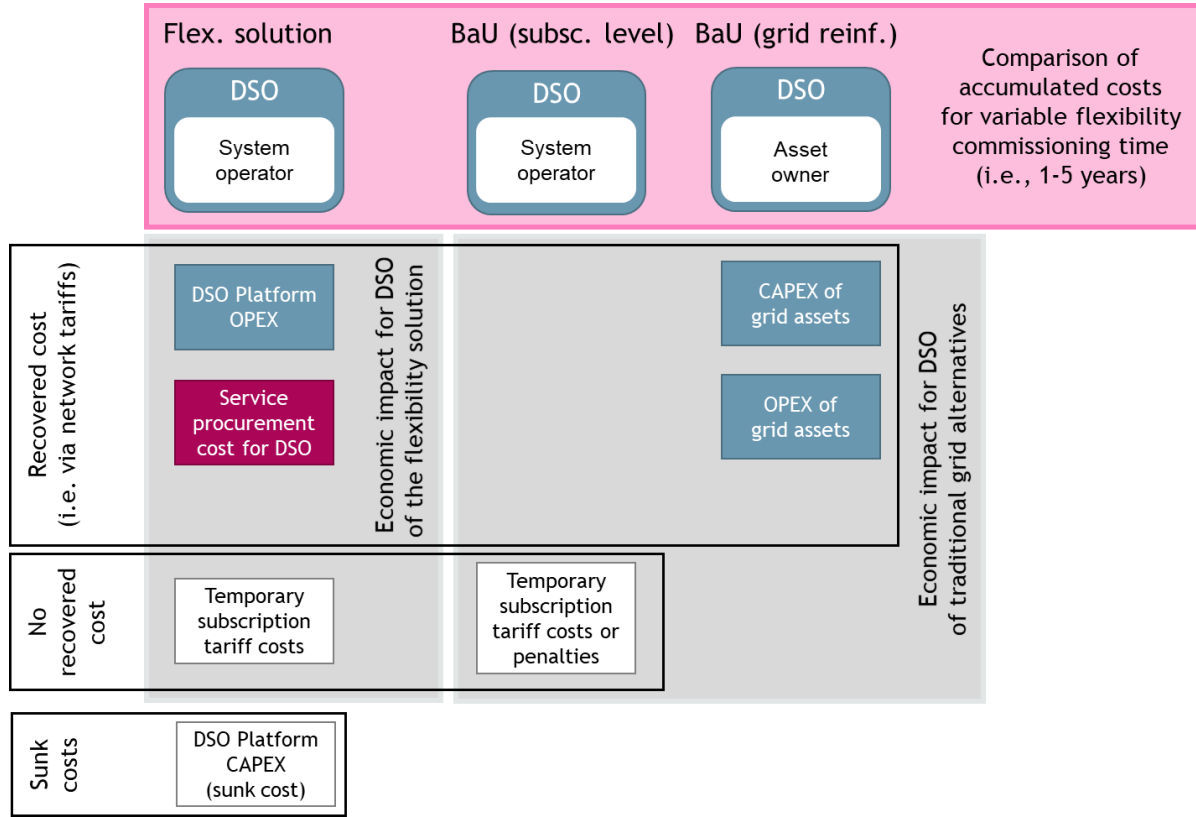 Flex. solution
BaU (subsc. level)
BaU (grid reinf.)
DSO
System
operator
DSO
System
operator
DSO
Asset
owner
Comparison of
accumulated costs
for variable flexibility
commissioning time
(i.e., 1-5 years)
Recovered cost
(i.e. via network tariffs)
DSO Platform
OPEX
Service
procurement
cost for DSO
Economic impact for DSO
of the flexibility solution
CAPEX of
grid assets
OPEX of
grid assets
Economic impact for DSO
of traditional grid alternatives
No
recovered
cost
Temporary
subscription
tariff costs
Temporary
subscription
tariff costs or
penalties
Sunk
costs
DSO Platform
CAPEX
(sunk cost)